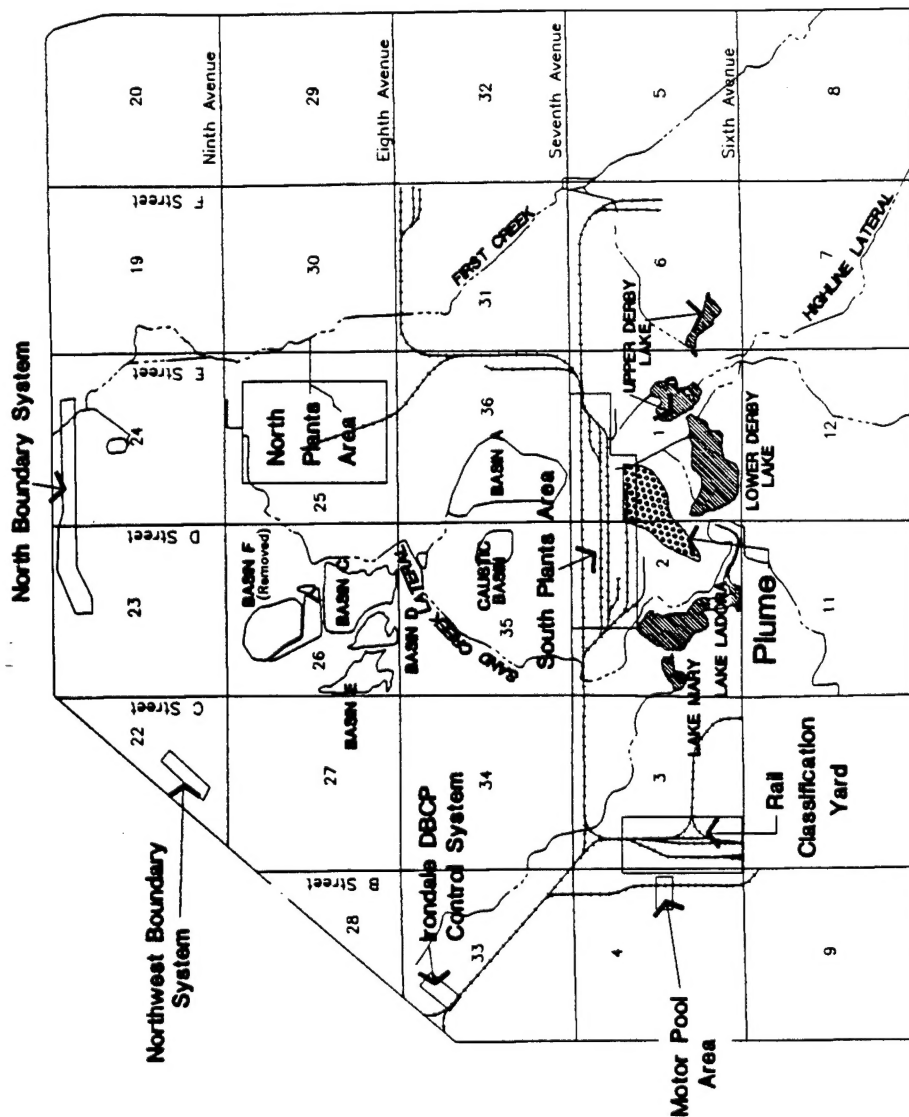 North Boundary System
Northwest Boundary
System
20
Ninth Avenue
29
Eighth Avenue
32
Seventh Avenue
5
Sixth Avenue
8
F Street
19
30
31
FIRST CREEK
6
7
HIGHLINE LATERAL
E Street
24
North
Plants
Area
25
36
BASIN A
UPPER DERBY
LAKE
1
LOWER DERBY
LAKE
12
D Street
23
BASIN F
(Removed)
BASIN C
26
BASIN D
BASIN E
SAND CREEK LATERAL
CAUSTIC
BASIN
35
South Plants Area
2
LAKE MARY
LAKE LADORA
Plume
11
C Street
22
27
34
3
Rail
Classification
Yard
B Street
28
Irondale DBCP
Control System
33
4
9
Motor Pool
Area